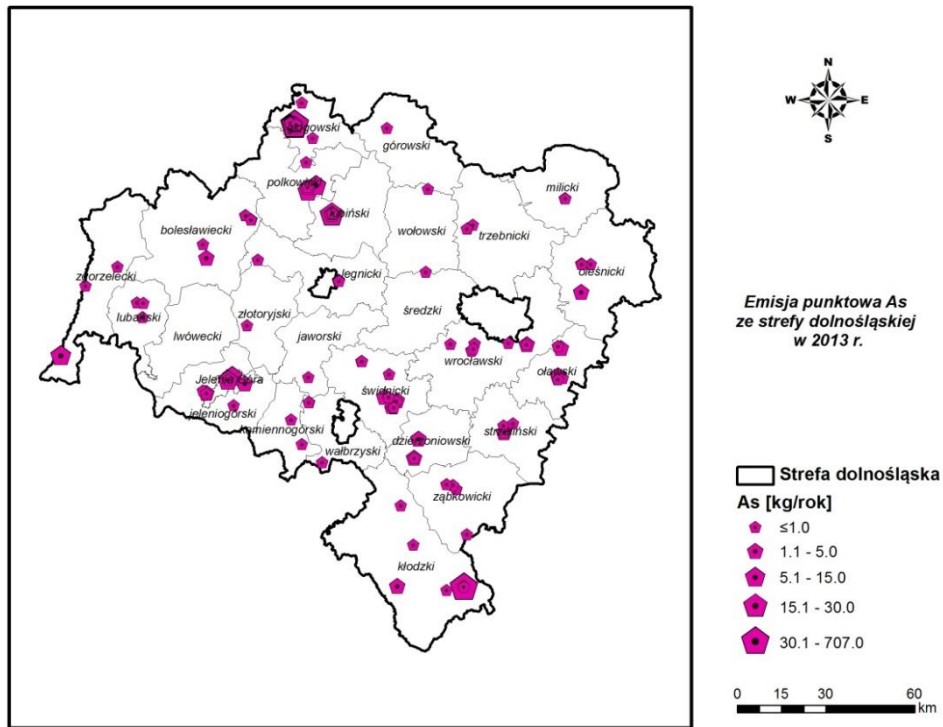 N
W E
S
głogowski
górowski
polkowicki
milicki
lubiński
bolesławiecki
wołowski
trzebnicki
zgorzelecki
legnicki
oleśnicki
lubański
złotoryjski
średzki
lwówecki
jaworski
wrocławski
oławski
Jelenia Góra
świdnicki
jeleniogórski
kamiennogórski
strzeliński
dzierżoniowski
wałbrzyski
ząbkowicki
kłodzki
Emisja punktowa As
ze strefy dolnośląskiej
w 2013 r.
Strefa dolnośląska
As [kg/rok]
≤1.0
1.1 - 5.0
5.1 - 15.0
15.1 - 30.0
30.1 - 707.0
0 15 30 60
km